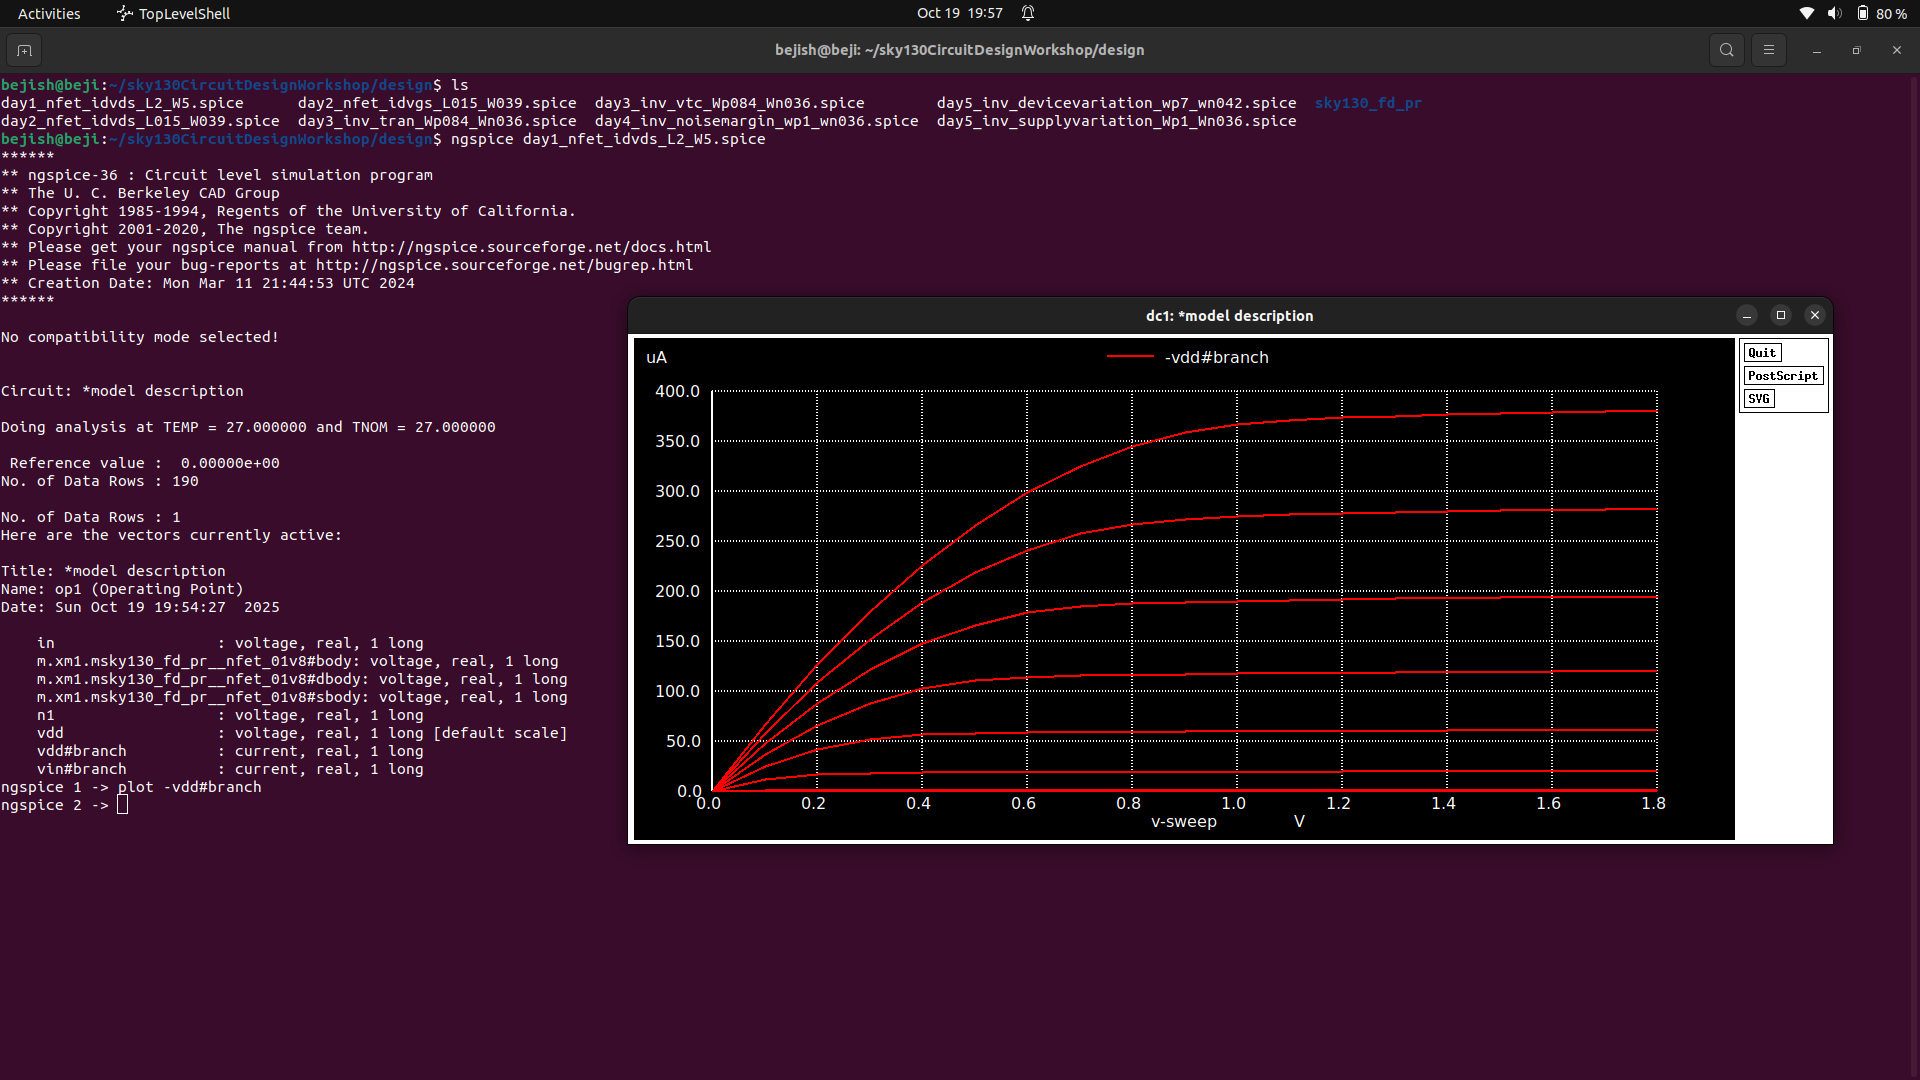 Activities TopLevelShell Oct 19 19:57 80 %
bejish@beji: ~/sky130CircuitDesignWorkshop/design
bejish@beji:~/sky130CircuitDesignWorkshop/design$ ls
day1_nfet_idvds_L2_W5.spice day2_nfet_idvgs_L015_W039.spice day3_inv_vtc_Wp084_Wn036.spice day5_inv_devicevariation_wp7_wn042.spice sky130_fd_pr
day2_nfet_idvds_L015_W039.spice day3_inv_tran_Wp084_Wn036.spice day4_inv_noisemargin_wp1_wn036.spice day5_inv_supplyvariation_Wp1_Wn036.spice
bejish@beji:~/sky130CircuitDesignWorkshop/design$ ngspice day1_nfet_idvds_L2_W5.spice
******
** ngspice-36 : Circuit level simulation program
** The U. C. Berkeley CAD Group
** Copyright 1985-1994, Regents of the University of California.
** Copyright 2001-2020, The ngspice team.
** Please get your ngspice manual from http://ngspice.sourceforge.net/docs.html
** Please file your bug-reports at http://ngspice.sourceforge.net/bugrep.html
** Creation Date: Mon Mar 11 21:44:53 UTC 2024
******
No compatibility mode selected!
Circuit: *model description
Doing analysis at TEMP = 27.000000 and TNOM = 27.000000
Reference value :  0.00000e+00
No. of Data Rows : 190
No. of Data Rows : 1
Here are the vectors currently active:
Title: *model description
Name: op1 (Operating Point)
Date: Sun Oct 19 19:54:27  2025
in : voltage, real, 1 long
m.xm1.msky130_fd_pr__nfet_01v8#body: voltage, real, 1 long
m.xm1.msky130_fd_pr__nfet_01v8#dbody: voltage, real, 1 long
m.xm1.msky130_fd_pr__nfet_01v8#sbody: voltage, real, 1 long
n1 : voltage, real, 1 long
vdd : voltage, real, 1 long [default scale]
vdd#branch : current, real, 1 long
vin#branch : current, real, 1 long
ngspice 1 -> plot -vdd#branch
ngspice 2 ->
dc1: *model description
uA
-vdd#branch
Quit
PostScript
SVG
400.0
350.0
300.0
250.0
200.0
150.0
100.0
50.0
0.0
0.0 0.2 0.4 0.6 0.8 1.0 1.2 1.4 1.6 1.8
v-sweep V